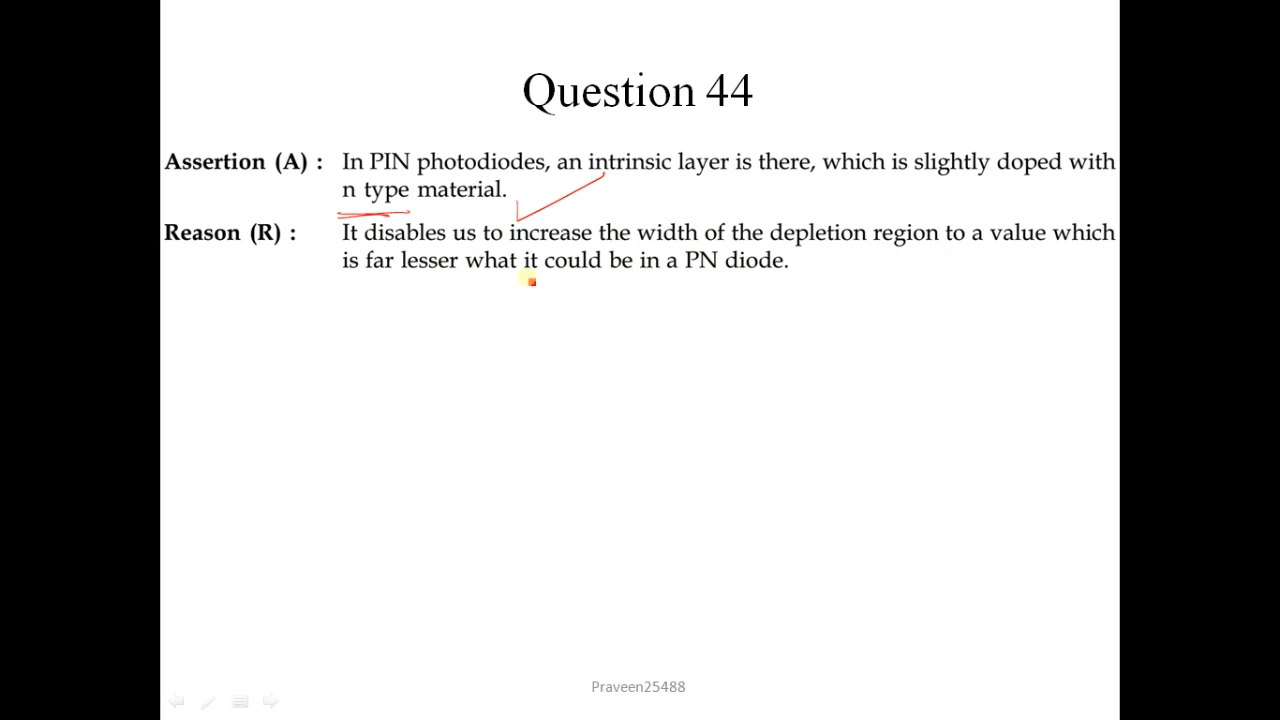 Question 44
Assertion (A) : In PIN photodiodes, an intrinsic layer is there, which is slightly doped with
n type material.
Reason (R) : It disables us to increase the width of the depletion region to a value which
is far lesser what it could be in a PN diode.
Praveen25488